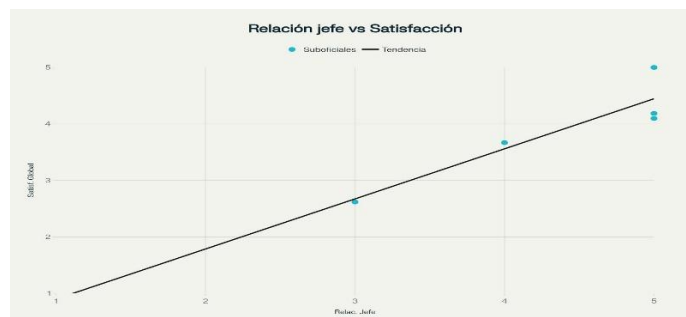 Relación jefe vs Satisfacción
Suboficiales Tendencia
5
4
3
2
1
Satisf. Global
1 2 3 4 5
Relac. Jefe